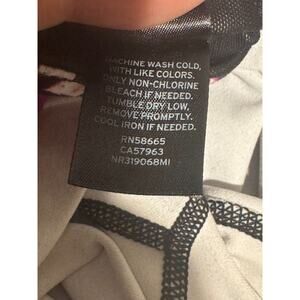 MACHINE WASH COLD,
WITH LIKE COLORS.
ONLY NON-CHLORINE
BLEACH IF NEEDED.
TUMBLE DRY LOW,
REMOVE PROMPTLY.
COOL IRON IF NEEDED.
RN58665
CA57963
NR319068MI